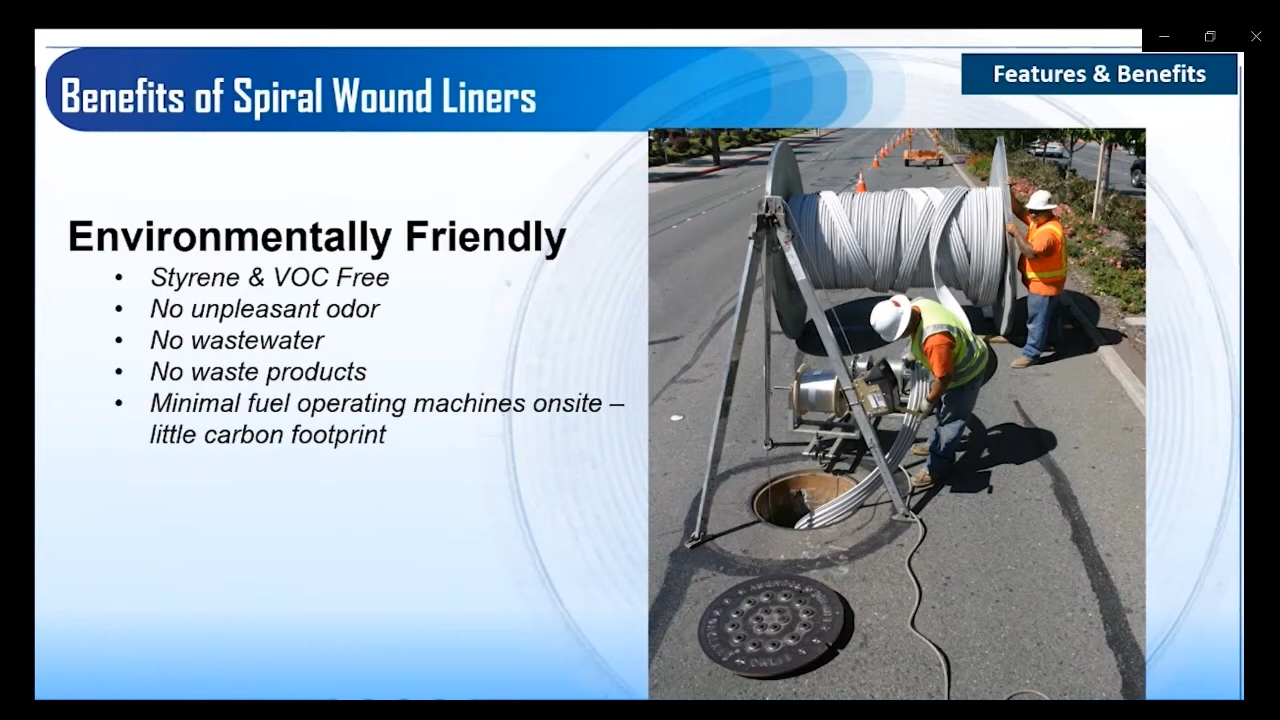 Features & Benefits
Benefits of Spiral Wound Liners
Environmentally Friendly
• Styrene & VOC Free
• No unpleasant odor
• No wastewater
• No waste products
• Minimal fuel operating machines onsite –
little carbon footprint